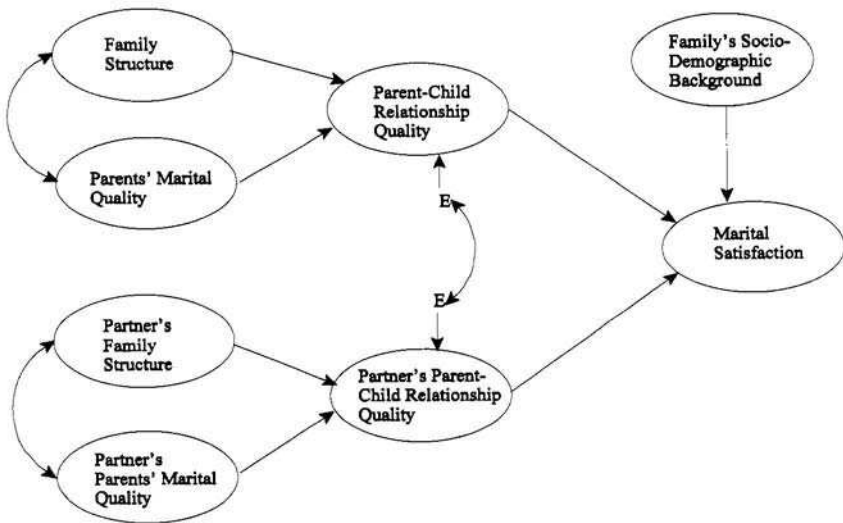 Family
Structure
Family's Socio-
Demographic
Background
Parent-Child
Relationship
Quality
Parents' Marital
Quality
E
Marital
Satisfaction
E
Partner's
Family
Structure
Partner's Parent-
Child Relationship
Quality
Partner's
Parents' Marital
Quality